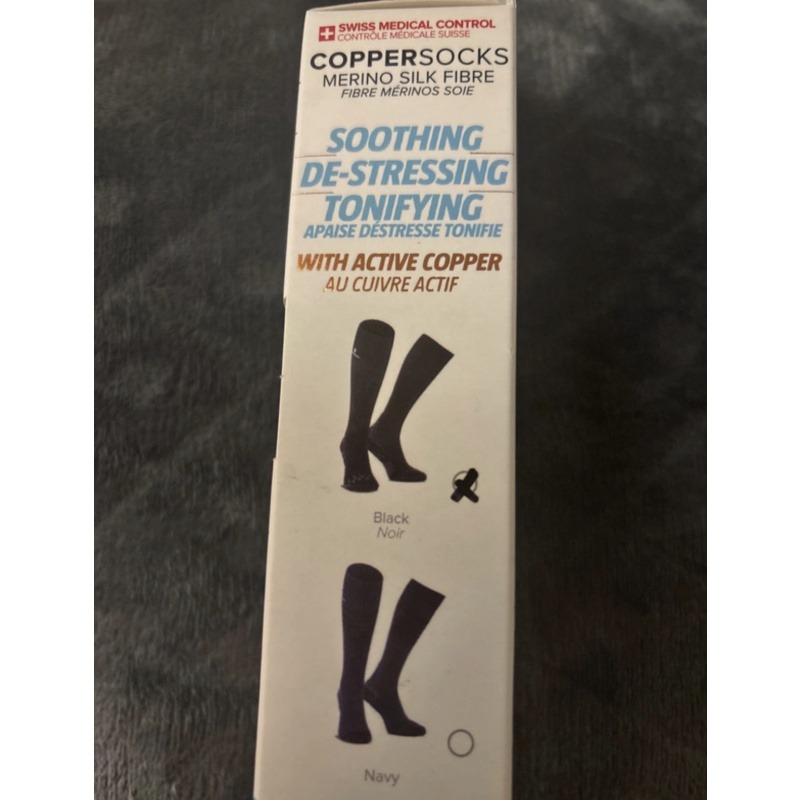 SWISS MEDICAL CONTROL
CONTRÔLE MÉDICALE SUISSE
COPPERSOCKS
MERINO SILK FIBRE
FIBRE MÉRINOS SOIE
SOOTHING
DE-STRESSING
TONIFYING
APAISE DÉSTRESSE TONIFIE
WITH ACTIVE COPPER
AU CUIVRE ACTIF
Black
Noir
Navy